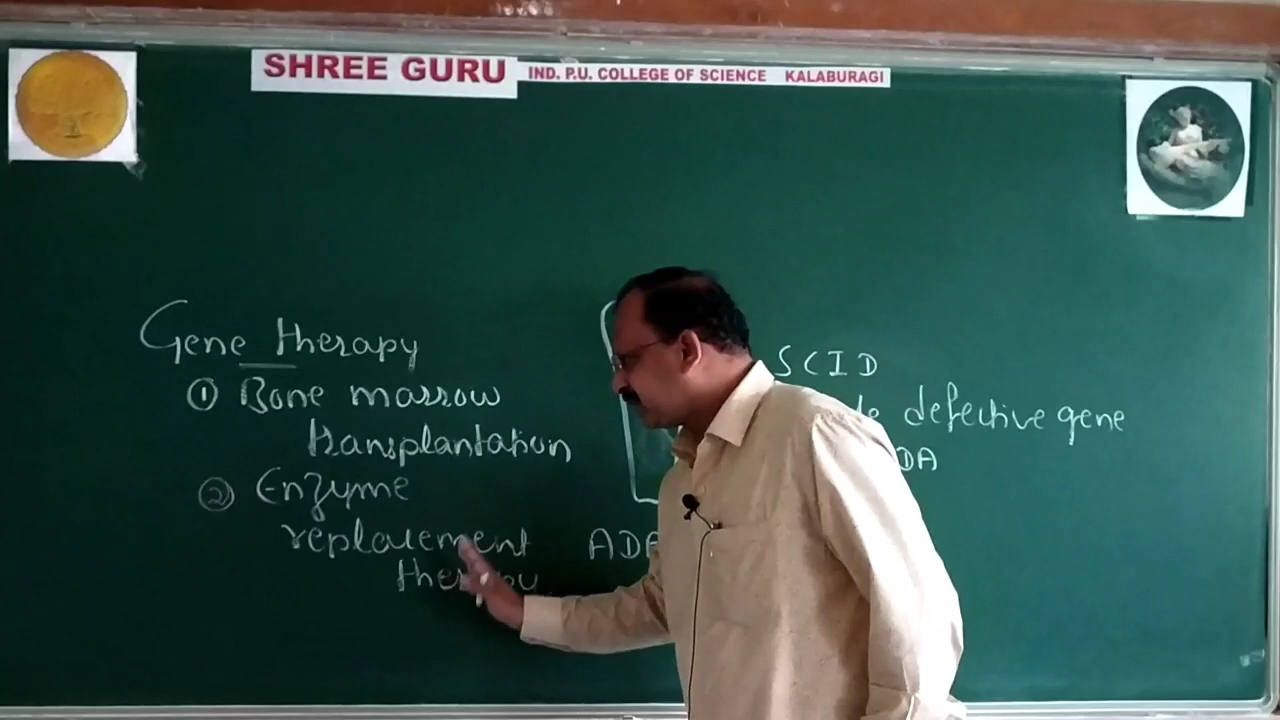 SHREE GURU IND. P.U. COLLEGE OF SCIENCE KALABURAGI
Gene therapy
① Bone marrow
transplantation
② Enzyme
replacement
therapy
ADA
SCID
defective gene
DA